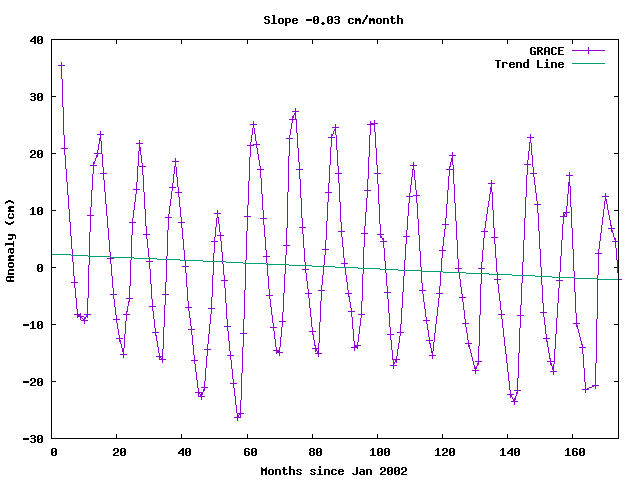 Slope -0.03 cm/month
GRACE
Trend Line
40
30
20
10
0
-10
-20
-30
Anomaly (cm)
0 20 40 60 80 100 120 140 160
Months since Jan 2002